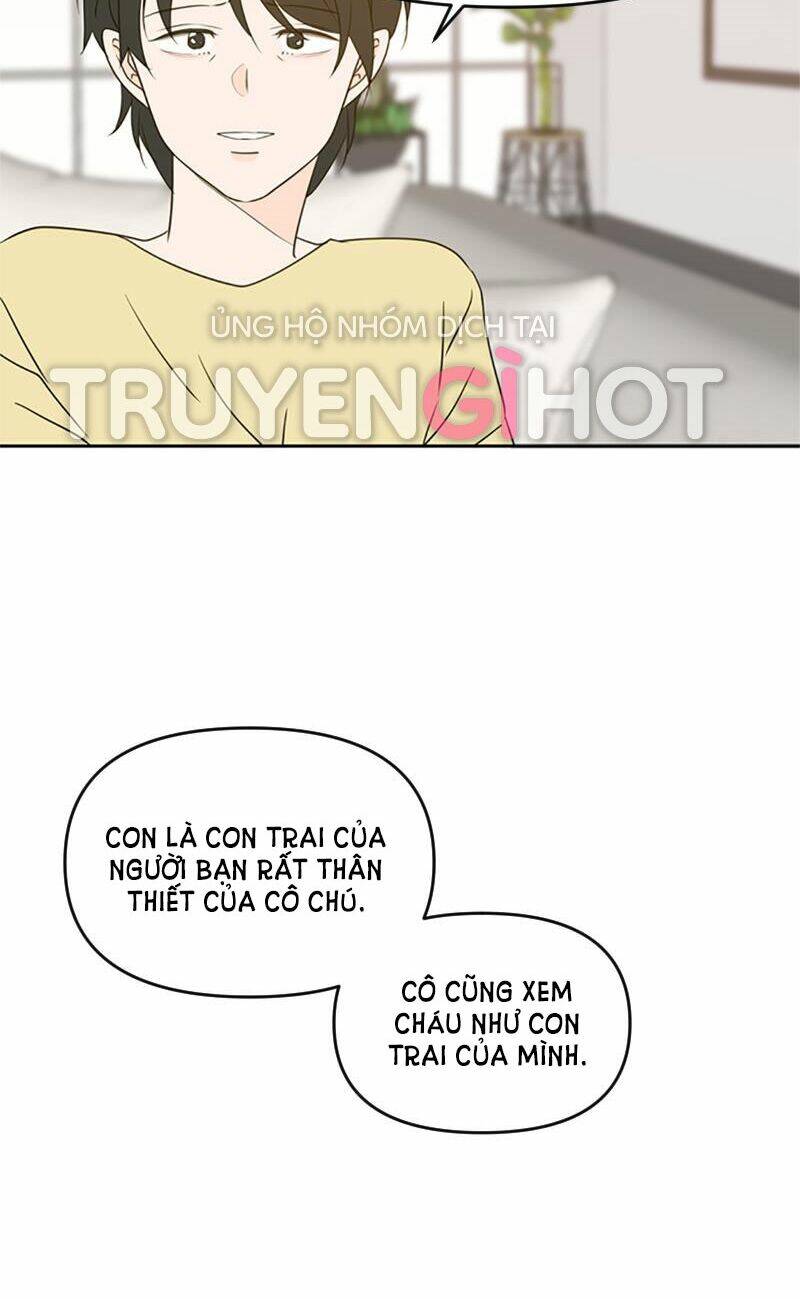 ỦNG HỘ NHÓM DỊCH TẠI
TRUYENGÌHOT
CON LÀ CON TRAI CỦA
NGƯỜI BẠN RẤT THÂN
THIẾT CỦA CÔ CHÚ.
CÔ CŨNG XEM
CHÁU NHƯ CON
TRAI CỦA MÌNH.